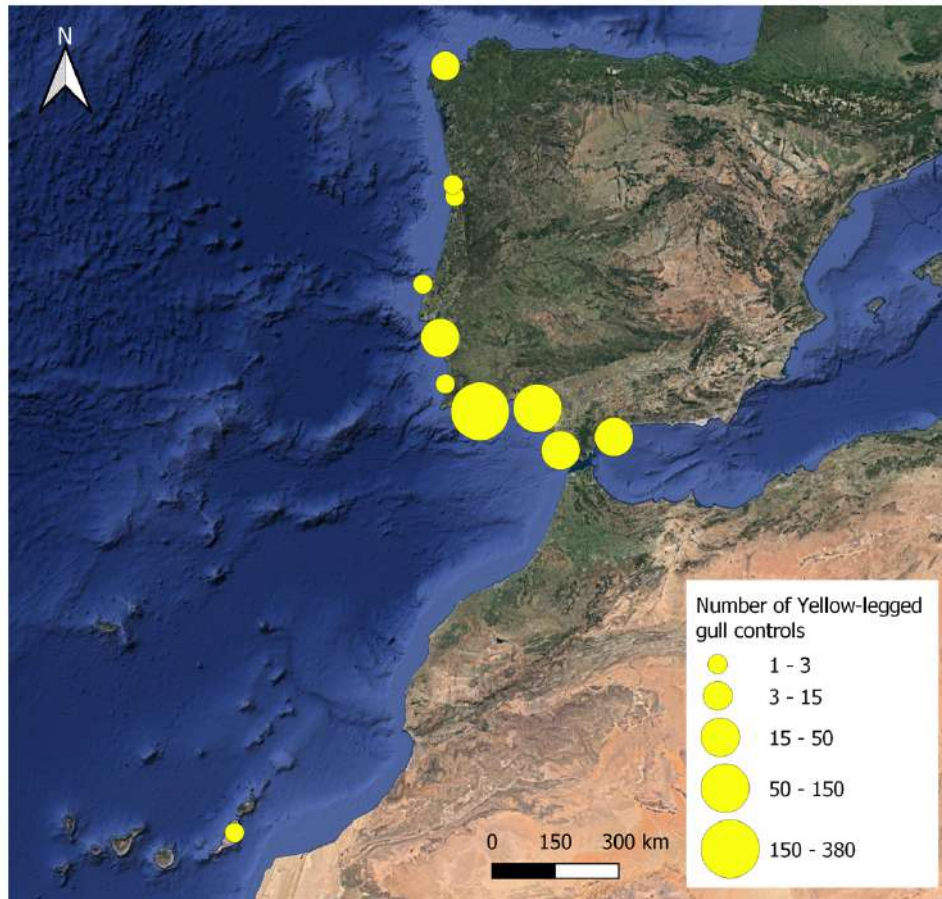 N
Number of Yellow-legged
gull controls
1 - 3
3 - 15
15 - 50
50 - 150
150 - 380
0 150 300 km